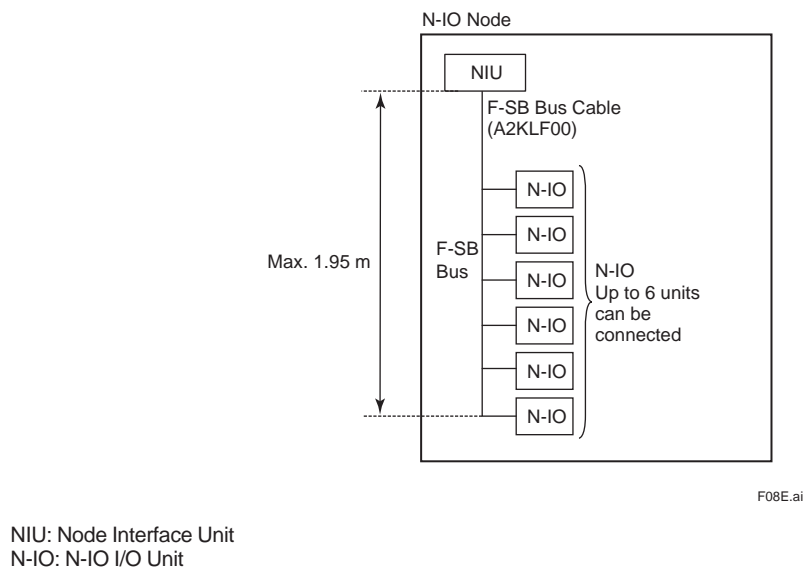 N-IO Node
NIU
F-SB Bus Cable
(A2KLF00)
N-IO
N-IO
N-IO
N-IO
N-IO
N-IO
F-SB
Bus
Max. 1.95 m
N-IO
Up to 6 units
can be
connected
F08E.ai
NIU: Node Interface Unit
N-IO: N-IO I/O Unit